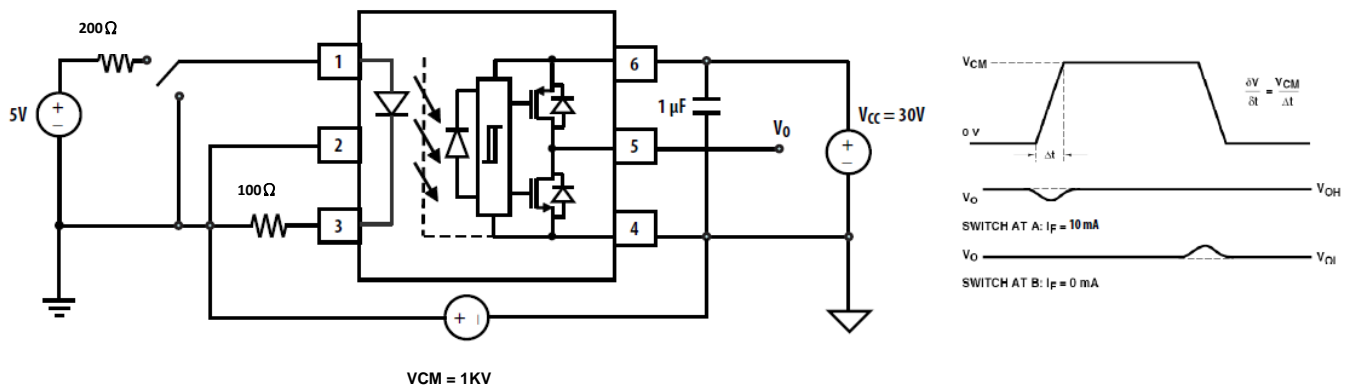 200Ω
5V
1
2
3
100Ω
6
5
4
1 µF
VO
VCC = 30V
VCM = 1KV
VCM
0 V
Δt
δV/δt = VCM/Δt
VO
VOH
SWITCH AT A: IF = 10 mA
VO
VOL
SWITCH AT B: IF = 0 mA